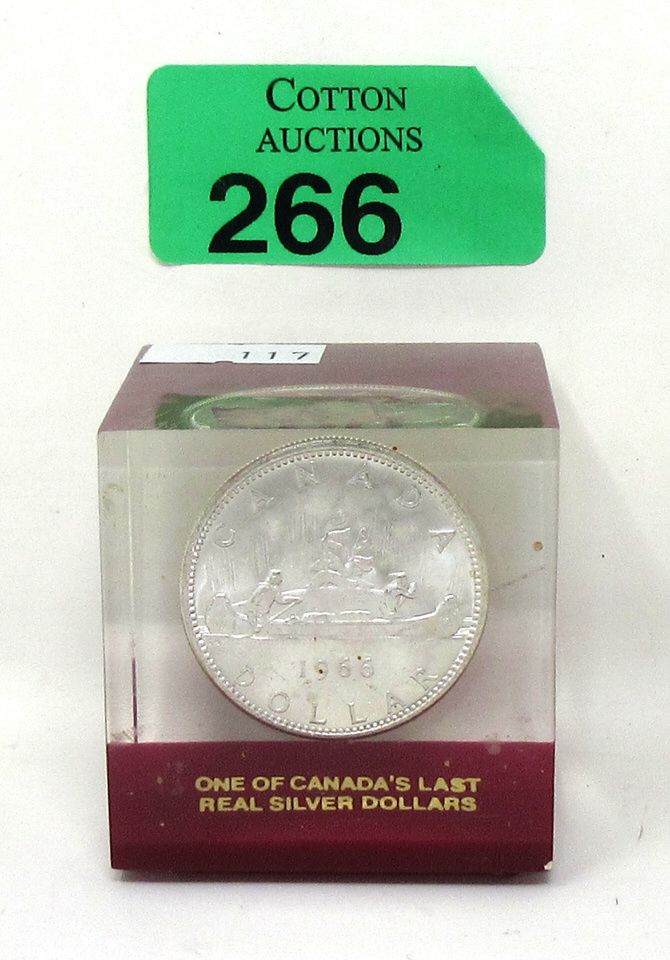 COTTON
AUCTIONS
266
117
CANADA
1966
DOLLAR
ONE OF CANADA'S LAST
REAL SILVER DOLLARS